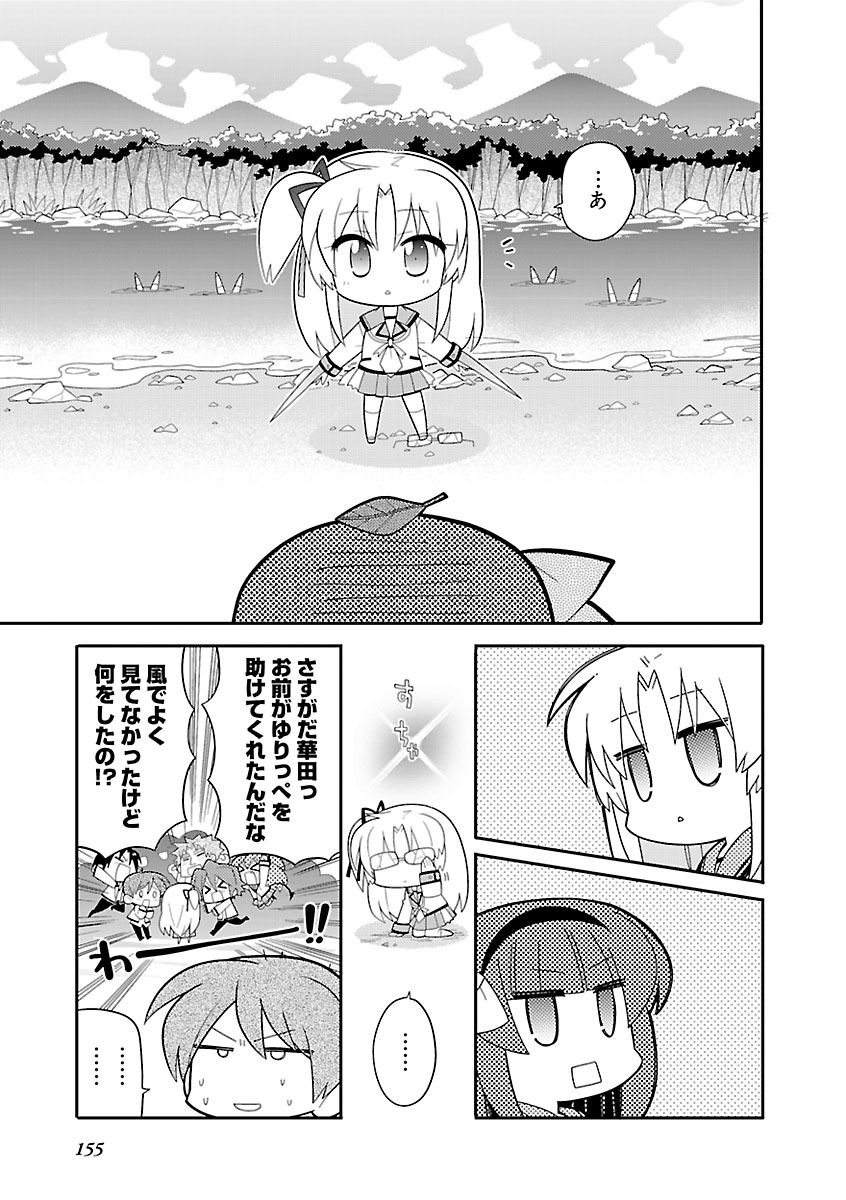 …あ
すちゃ
……
さすがだ華田っ
お前がゆりっぺを
助けてくれたんだな
風でよく
見てなかったけど
何をしたの!?
わーーー!!
……
155